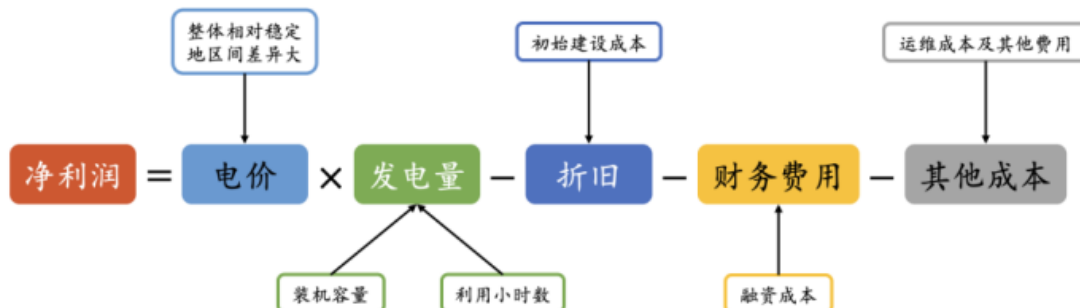 整体相对稳定
地区间差异大
初始建设成本
运维成本及其他费用
净利润 = 电价 × 发电量 − 折旧 − 财务费用 − 其他成本
装机容量
利用小时数
融资成本